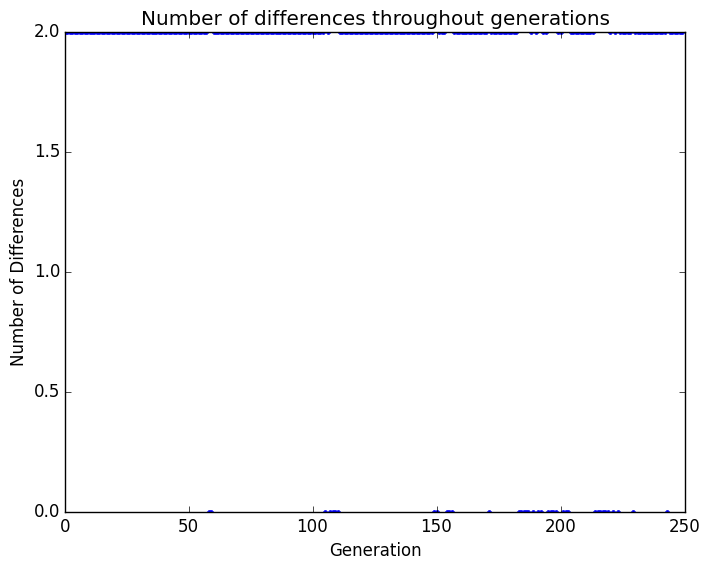 Number of differences throughout generations
2.0
1.5
1.0
0.5
0.0
0 50 100 150 200 250
Generation
Number of Differences